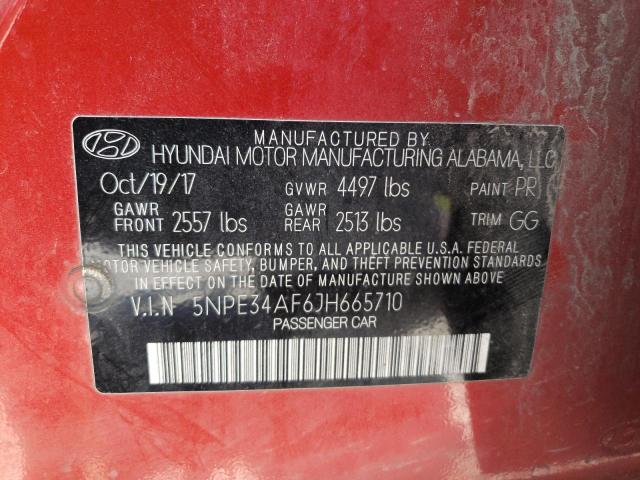 MANUFACTURED BY
HYUNDAI MOTOR MANUFACTURING ALABAMA, LLC
Oct/19/17 GVWR 4497 lbs PAINT PR
GAWR FRONT 2557 lbs GAWR REAR 2513 lbs TRIM GG
THIS VEHICLE CONFORMS TO ALL APPLICABLE U.S.A. FEDERAL
MOTOR VEHICLE SAFETY, BUMPER, AND THEFT PREVENTION STANDARDS
IN EFFECT ON THE DATE OF MANUFACTURE SHOWN ABOVE
V.I.N 5NPE34AF6JH665710
PASSENGER CAR